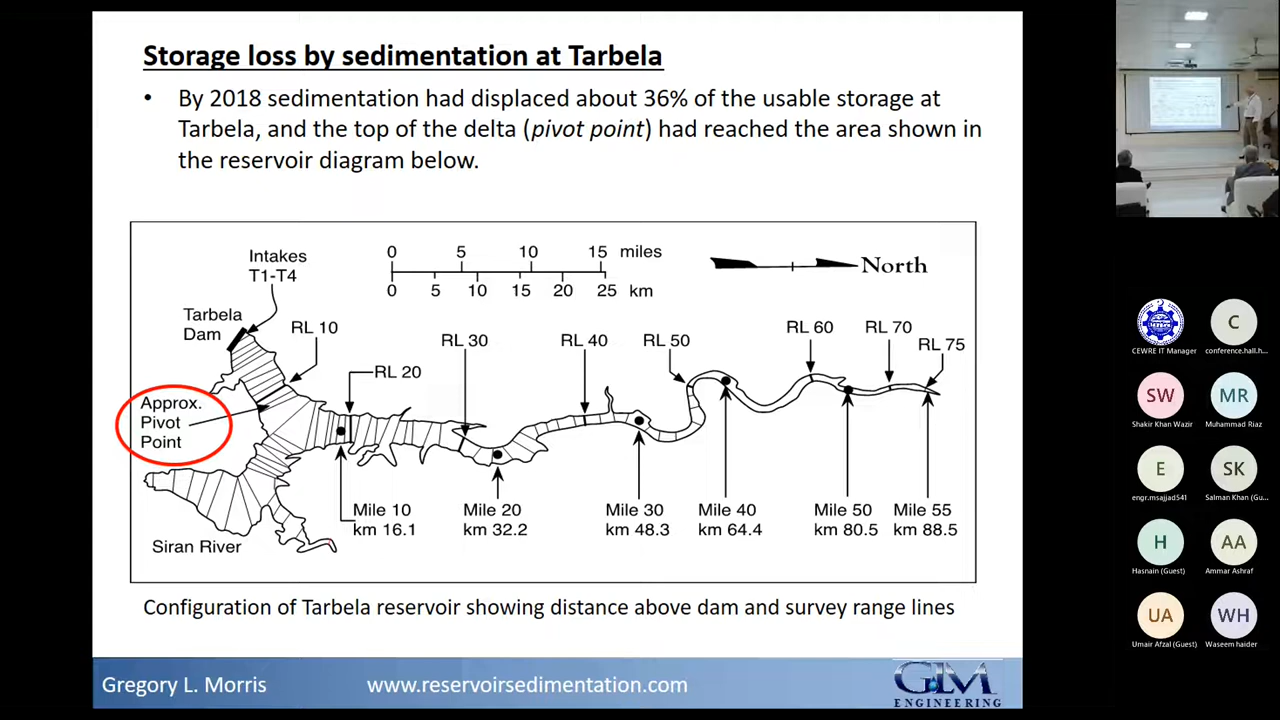 Storage loss by sedimentation at Tarbela
• By 2018 sedimentation had displaced about 36% of the usable storage at
Tarbela, and the top of the delta (pivot point) had reached the area shown in
the reservoir diagram below.
Intakes
T1-T4
0 5 10 15 miles
0 5 10 15 20 25 km
North
Tarbela
Dam
RL 10
RL 20
RL 30
RL 40
RL 50
RL 60
RL 70
RL 75
Approx.
Pivot
Point
Mile 10
km 16.1
Mile 20
km 32.2
Mile 30
km 48.3
Mile 40
km 64.4
Mile 50
km 80.5
Mile 55
km 88.5
Siran River
Configuration of Tarbela reservoir showing distance above dam and survey range lines
Gregory L. Morris
www.reservoirsedimentation.com
GLM
ENGINEERING
CEWRE IT Manager
C
conference.hall.h...
SW
Shakir Khan Wazir
MR
Muhammad Riaz
E
engr.msajjad541
SK
Salman Khan (Gu...
H
Hasnain (Guest)
AA
Ammar Ashraf
UA
Umair Afzal (Guest)
WH
Waseem haider